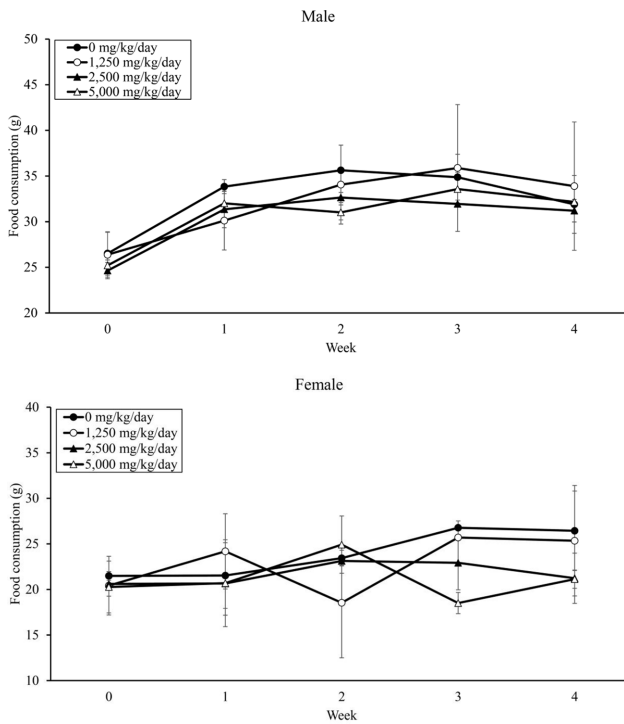 Male
50
45
40
35
30
25
20
Food consumption (g)
0 mg/kg/day
1,250 mg/kg/day
2,500 mg/kg/day
5,000 mg/kg/day
0 1 2 3 4
Week
Female
40
35
30
25
20
15
10
Food consumption (g)
0 mg/kg/day
1,250 mg/kg/day
2,500 mg/kg/day
5,000 mg/kg/day
0 1 2 3 4
Week